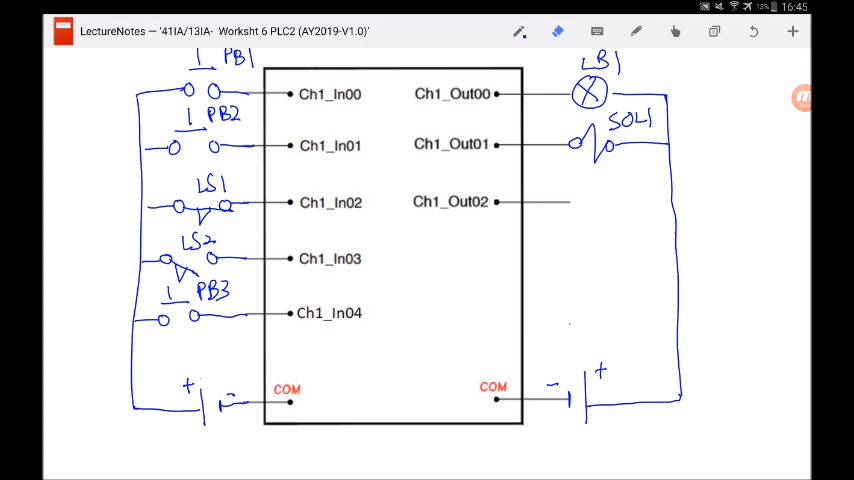 16:45
13%
LectureNotes — '41IA/13IA- Worksht 6 PLC2 (AY2019-V1.0)'
PB1
LB1
Ch1_In00
Ch1_Out00
PB2
SOL1
Ch1_In01
Ch1_Out01
LS1
Ch1_In02
Ch1_Out02
LS2
Ch1_In03
PB3
Ch1_In04
+ -
COM
COM
- +